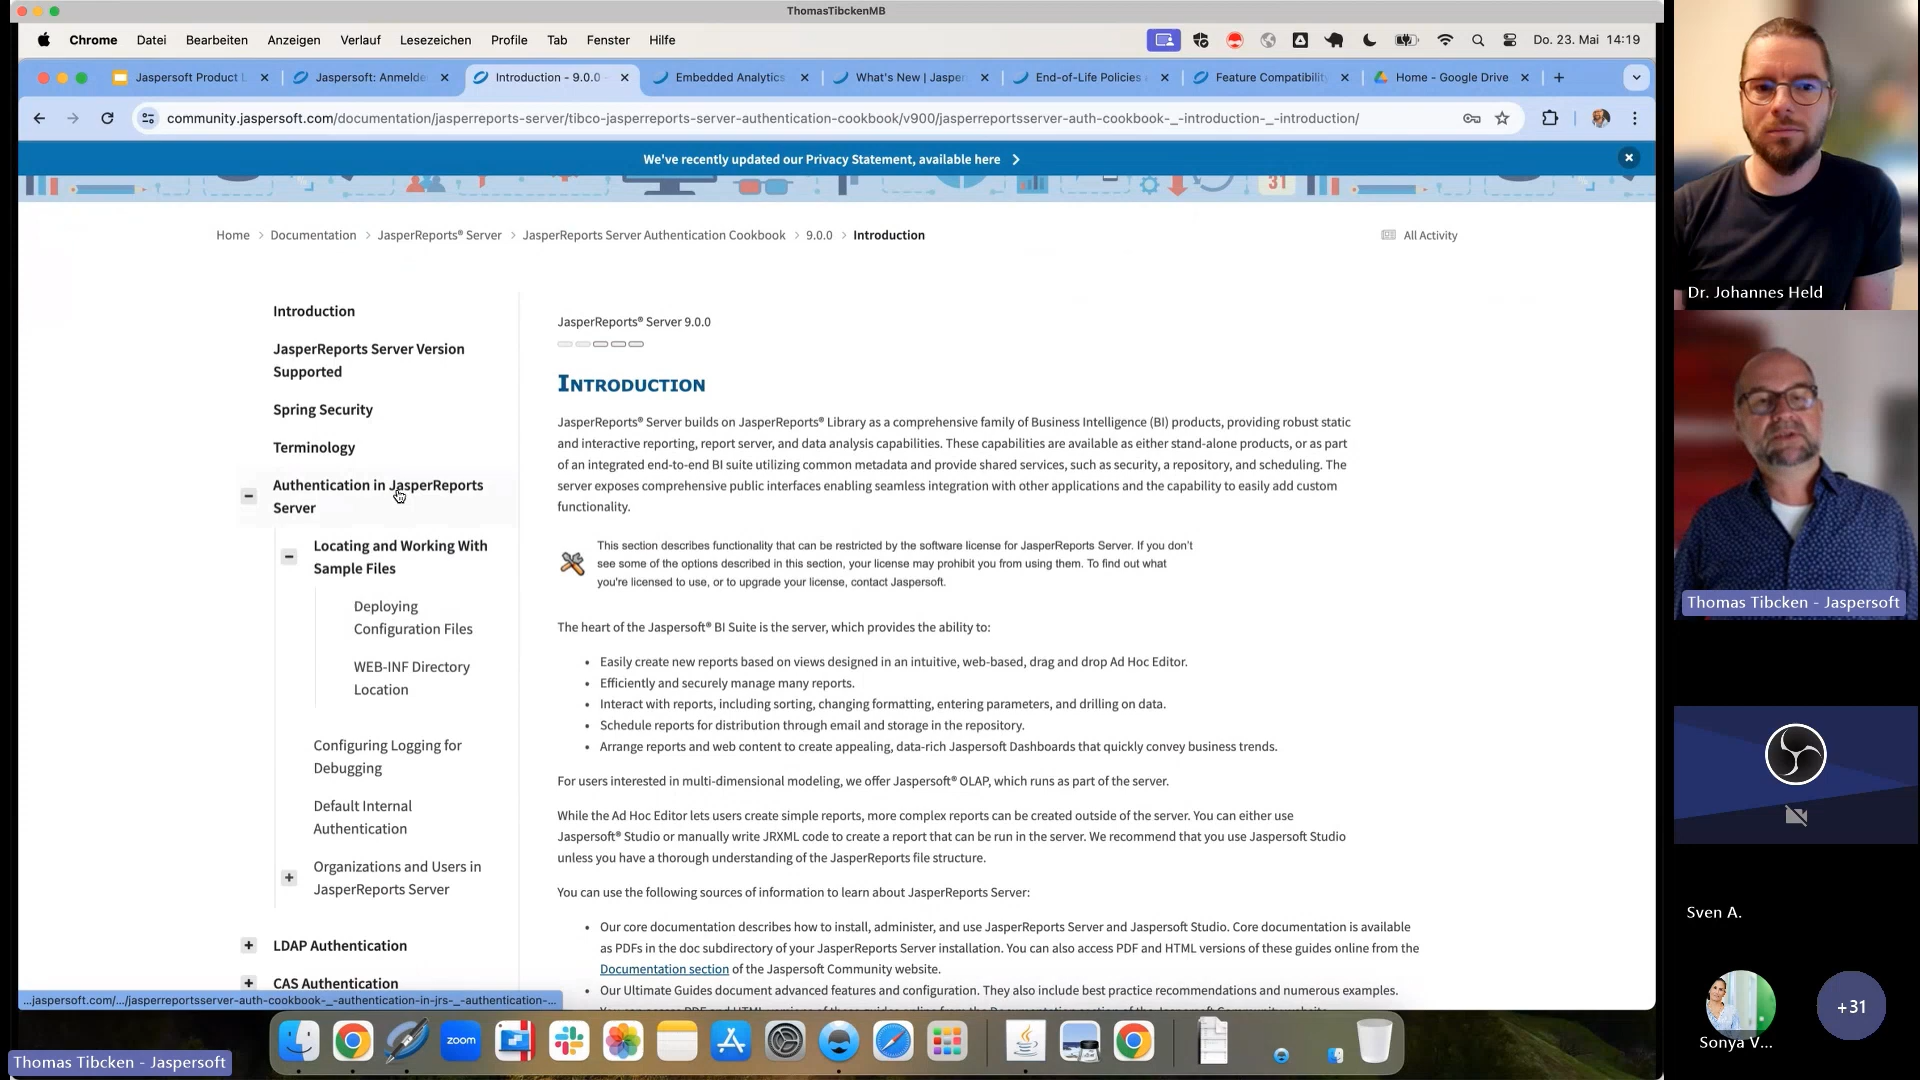 ThomasTibckenMB
Chrome Datei Bearbeiten Anzeigen Verlauf Lesezeichen Profile Tab Fenster Hilfe Do. 23. Mai 14:19
Jaspersoft Product Jaspersoft: Anmelde Introduction - 9.0.0 - Embedded Analytics What's New | Jasper End-of-Life Policies Feature Compatibility Home - Google Drive
community.jaspersoft.com/documentation/jasperreports-server/tibco-jasperreports-server-authentication-cookbook/v900/jasperreportsserver-auth-cookbook-_-introduction-_-introduction/
We've recently updated our Privacy Statement, available here
31
Home > Documentation > JasperReports® Server > JasperReports Server Authentication Cookbook > 9.0.0 > Introduction
All Activity
Introduction
JasperReports Server Version
Supported
Spring Security
Terminology
Authentication in JasperReports
Server
Locating and Working With
Sample Files
Deploying
Configuration Files
WEB-INF Directory
Location
Configuring Logging for
Debugging
Default Internal
Authentication
Organizations and Users in
JasperReports Server
LDAP Authentication
CAS Authentication
JasperReports® Server 9.0.0
INTRODUCTION
JasperReports® Server builds on JasperReports® Library as a comprehensive family of Business Intelligence (BI) products, providing robust static
and interactive reporting, report server, and data analysis capabilities. These capabilities are available as either stand-alone products, or as part
of an integrated end-to-end BI suite utilizing common metadata and provide shared services, such as security, a repository, and scheduling. The
server exposes comprehensive public interfaces enabling seamless integration with other applications and the capability to easily add custom
functionality.
This section describes functionality that can be restricted by the software license for JasperReports Server. If you don't
see some of the options described in this section, your license may prohibit you from using them. To find out what
you're licensed to use, or to upgrade your license, contact Jaspersoft.
The heart of the Jaspersoft® BI Suite is the server, which provides the ability to:
• Easily create new reports based on views designed in an intuitive, web-based, drag and drop Ad Hoc Editor.
• Efficiently and securely manage many reports.
• Interact with reports, including sorting, changing formatting, entering parameters, and drilling on data.
• Schedule reports for distribution through email and storage in the repository.
• Arrange reports and web content to create appealing, data-rich Jaspersoft Dashboards that quickly convey business trends.
For users interested in multi-dimensional modeling, we offer Jaspersoft® OLAP, which runs as part of the server.
While the Ad Hoc Editor lets users create simple reports, more complex reports can be created outside of the server. You can either use
Jaspersoft® Studio or manually write JRXML code to create a report that can be run in the server. We recommend that you use Jaspersoft Studio
unless you have a thorough understanding of the JasperReports file structure.
You can use the following sources of information to learn about JasperReports Server:
• Our core documentation describes how to install, administer, and use JasperReports Server and Jaspersoft Studio. Core documentation is available
as PDFs in the doc subdirectory of your JasperReports Server installation. You can also access PDF and HTML versions of these guides online from the
Documentation section of the Jaspersoft Community website.
• Our Ultimate Guides document advanced features and configuration. They also include best practice recommendations and numerous examples.
...jaspersoft.com/.../jasperreportsserver-auth-cookbook-_-authentication-in-jrs-_-authentication-...
zoom
Thomas Tibcken - Jaspersoft
Dr. Johannes Held
Thomas Tibcken - Jaspersoft
Sven A.
Sonya V...
+31